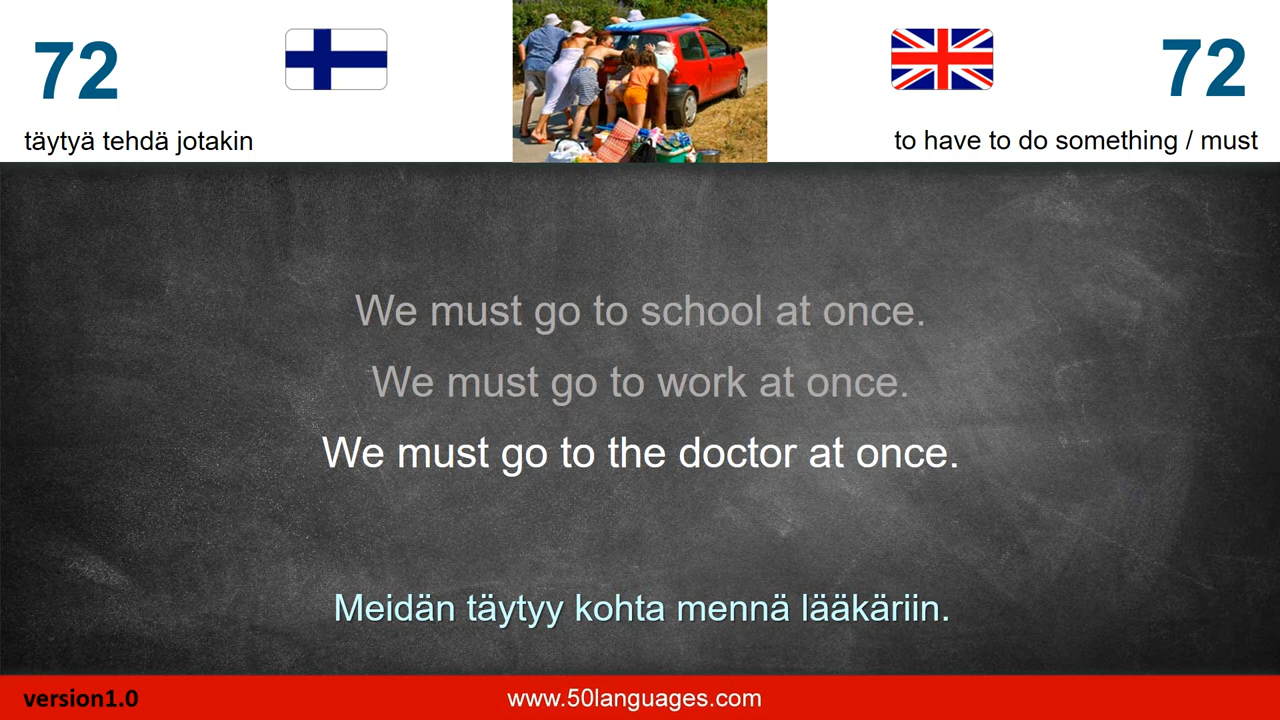 72
72
täytyä tehdä jotakin
to have to do something / must
We must go to school at once.
We must go to work at once.
We must go to the doctor at once.
Meidän täytyy kohta mennä lääkäriin.
version1.0
www.50languages.com